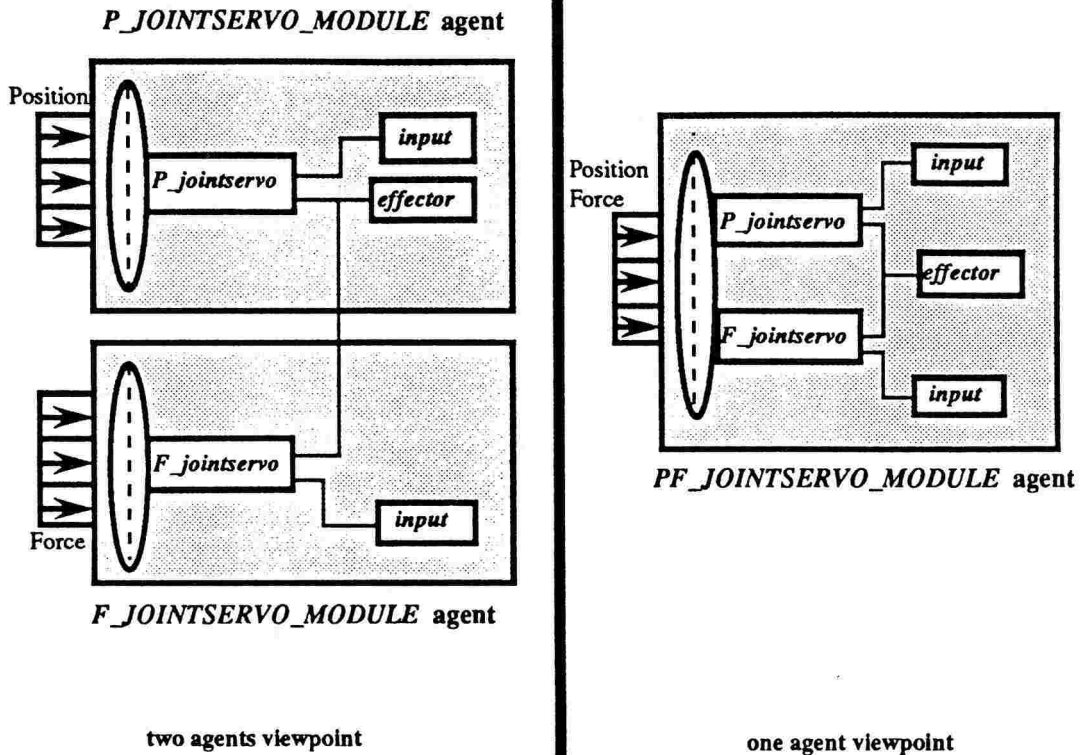 P_JOINTSERVO_MODULE agent
Position
input
P_jointservo
effector
F_jointservo
input
Force
F_JOINTSERVO_MODULE agent
two agents viewpoint
Position
Force
input
P_jointservo
effector
F_jointservo
input
PF_JOINTSERVO_MODULE agent
one agent viewpoint